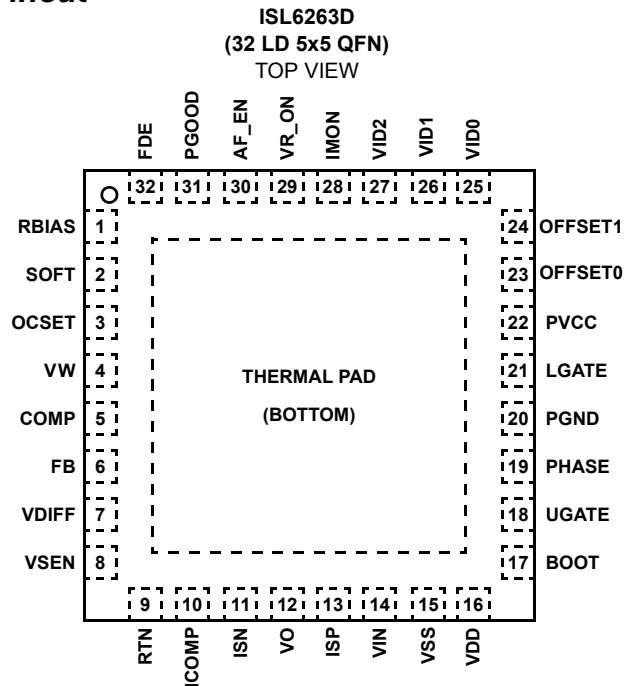 ISL6263D
(32 LD 5x5 QFN)
TOP VIEW
FDE
PGOOD
AF_EN
VR_ON
IMON
VID2
VID1
VID0
32 31 30 29 28 27 26 25
RBIAS 1
SOFT 2
OCSET 3
VW 4
COMP 5
FB 6
VDIFF 7
VSEN 8
THERMAL PAD
(BOTTOM)
24 OFFSET1
23 OFFSET0
22 PVCC
21 LGATE
20 PGND
19 PHASE
18 UGATE
17 BOOT
9 10 11 12 13 14 15 16
RTN
ICOMP
ISN
VO
ISP
VIN
VSS
VDD